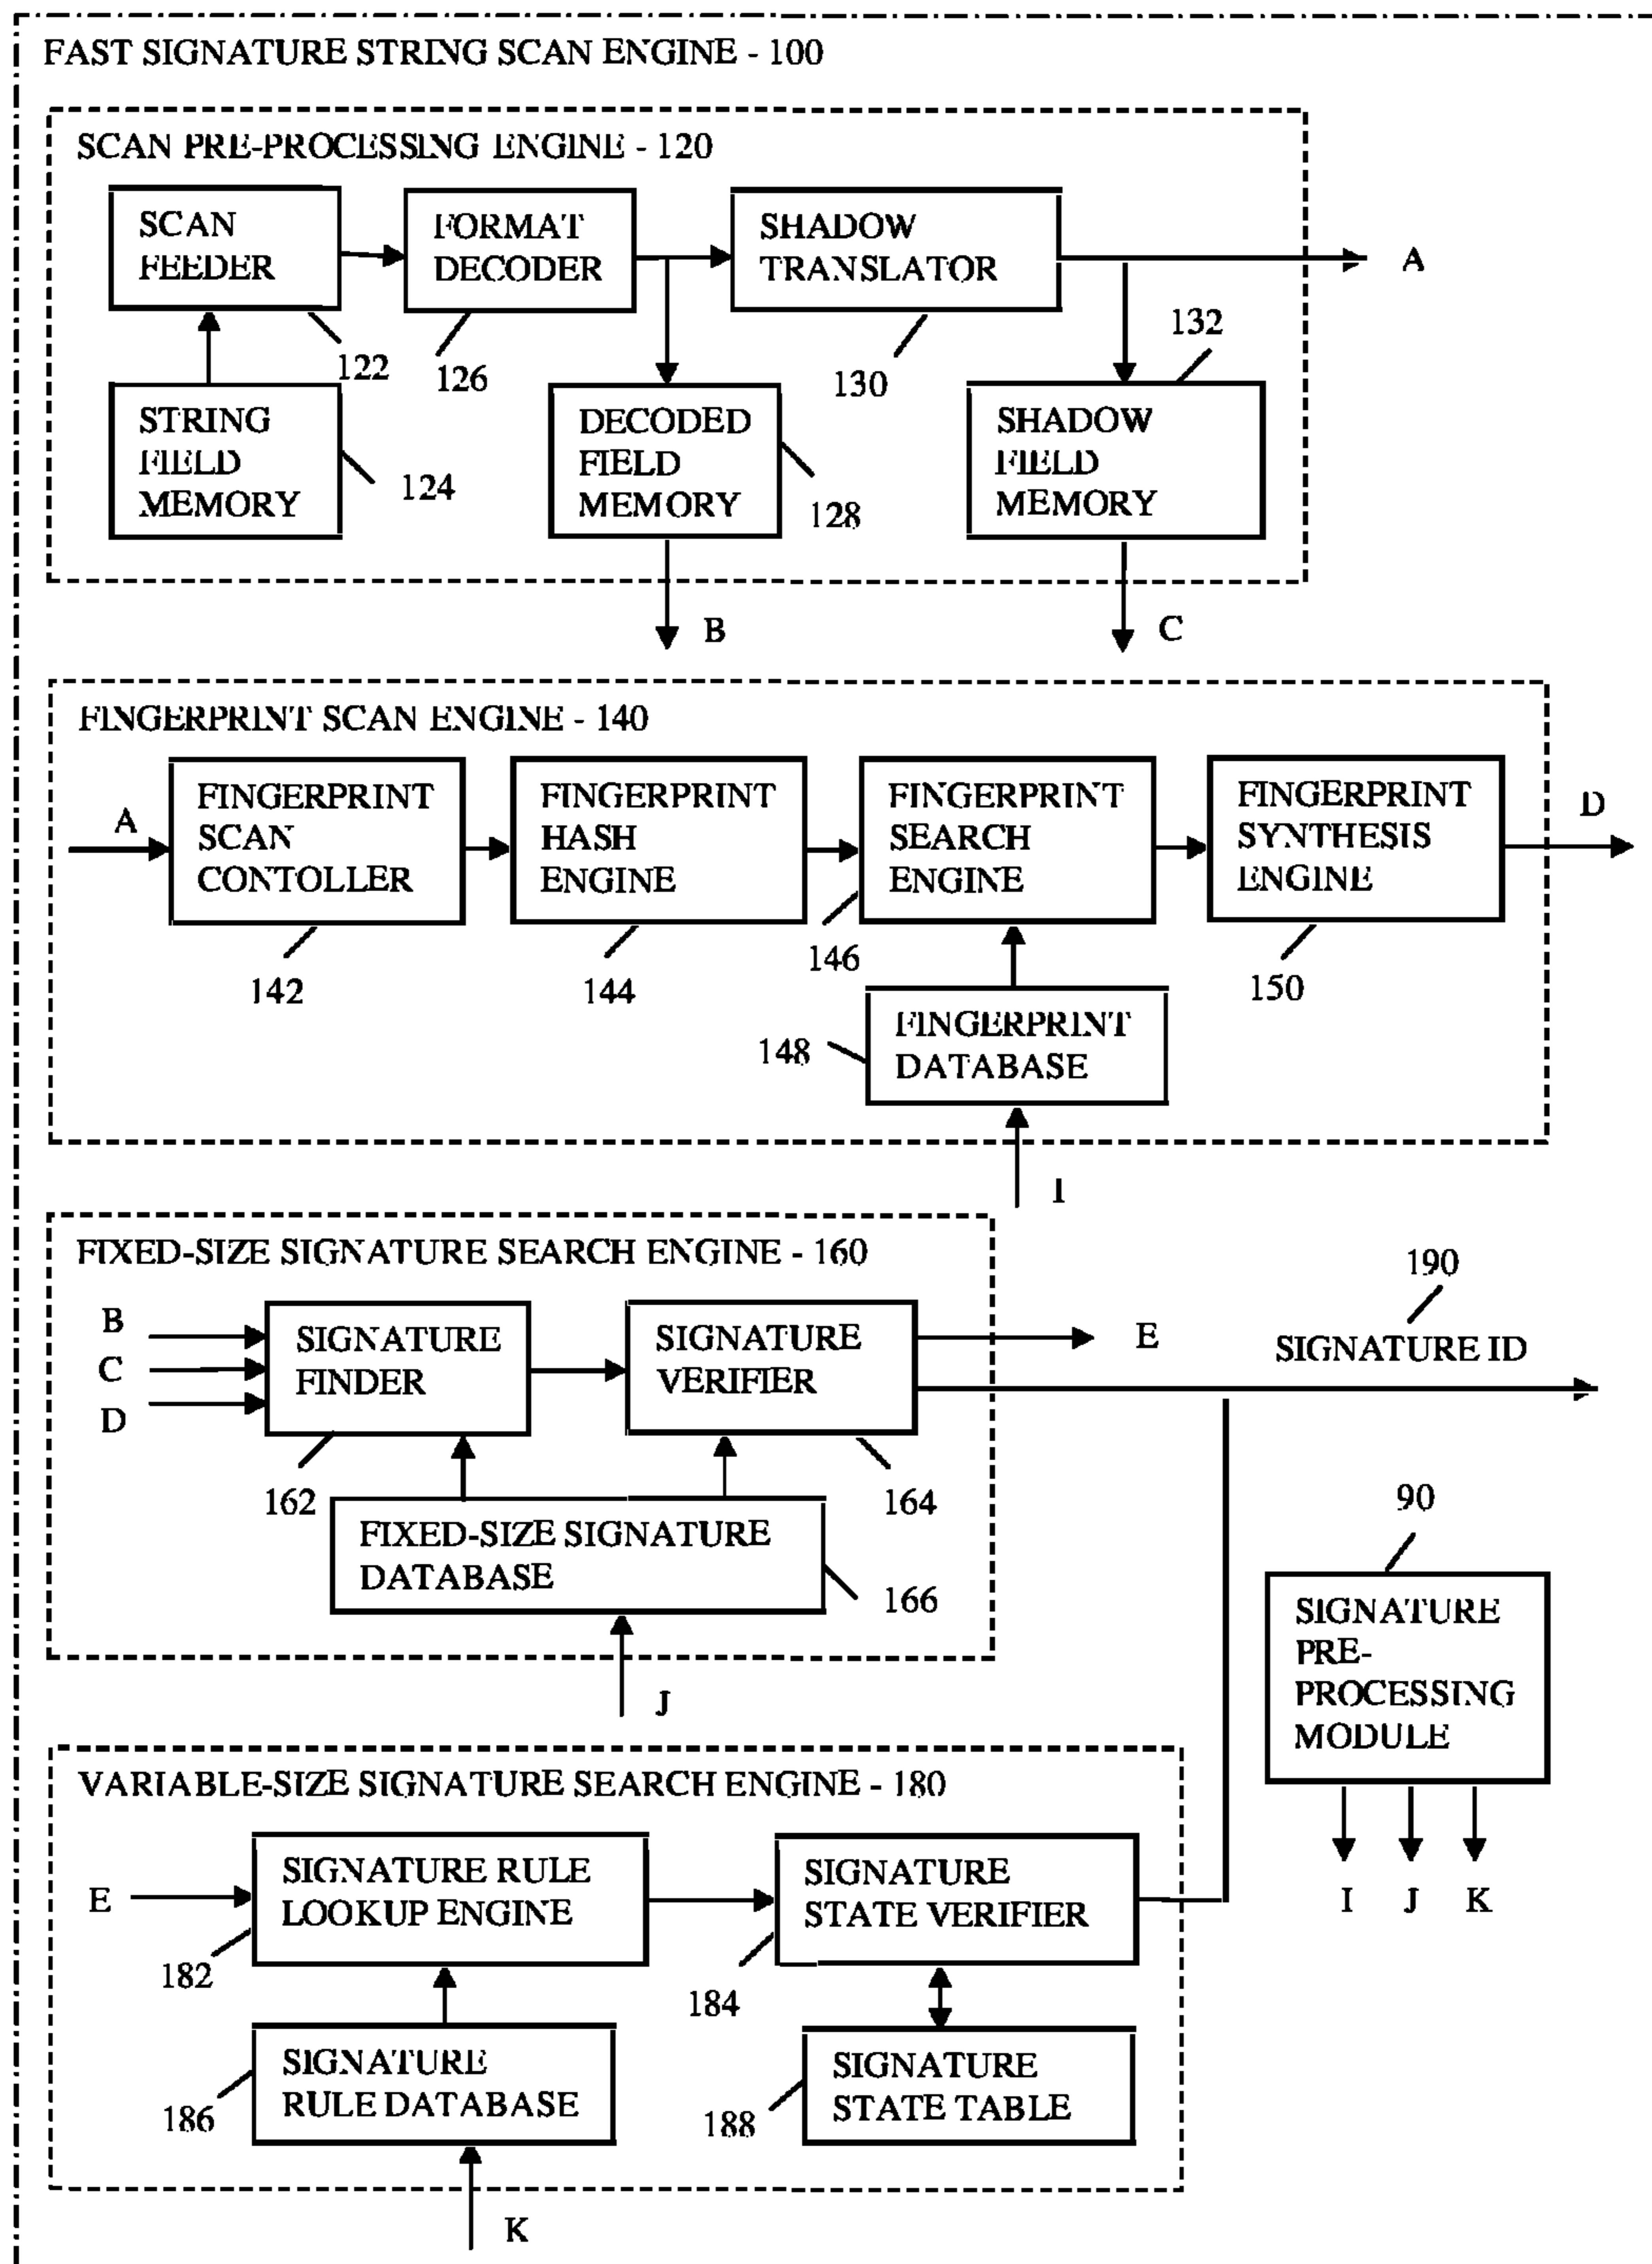 FAST SIGNATURE STRING SCAN ENGINE - 100
SCAN PRE-PROCESSING ENGINE - 120
SCAN
FEEDER
FORMAT
DECODER
SHADOW
TRANSLATOR
A
122
126
130
132
STRING
FIELD
MEMORY
124
DECODED
FIELD
MEMORY
128
SHADOW
FIELD
MEMORY
B
C
FINGERPRINT SCAN ENGINE - 140
A
FINGERPRINT
SCAN
CONTOLLER
FINGERPRINT
HASH
ENGINE
FINGERPRINT
SEARCH
ENGINE
FINGERPRINT
SYNTHESIS
ENGINE
D
142
144
146
150
148
FINGERPRINT
DATABASE
I
FIXED-SIZE SIGNATURE SEARCH ENGINE - 160
B
C
D
SIGNATURE
FINDER
SIGNATURE
VERIFIER
E
190
SIGNATURE ID
162
164
FIXED-SIZE SIGNATURE
DATABASE
166
J
90
SIGNATURE
PRE-
PROCESSING
MODULE
I
J
K
VARIABLE-SIZE SIGNATURE SEARCH ENGINE - 180
E
SIGNATURE RULE
LOOKUP ENGINE
SIGNATURE
STATE VERIFIER
182
184
SIGNATURE
RULE DATABASE
186
SIGNATURE
STATE TABLE
188
K